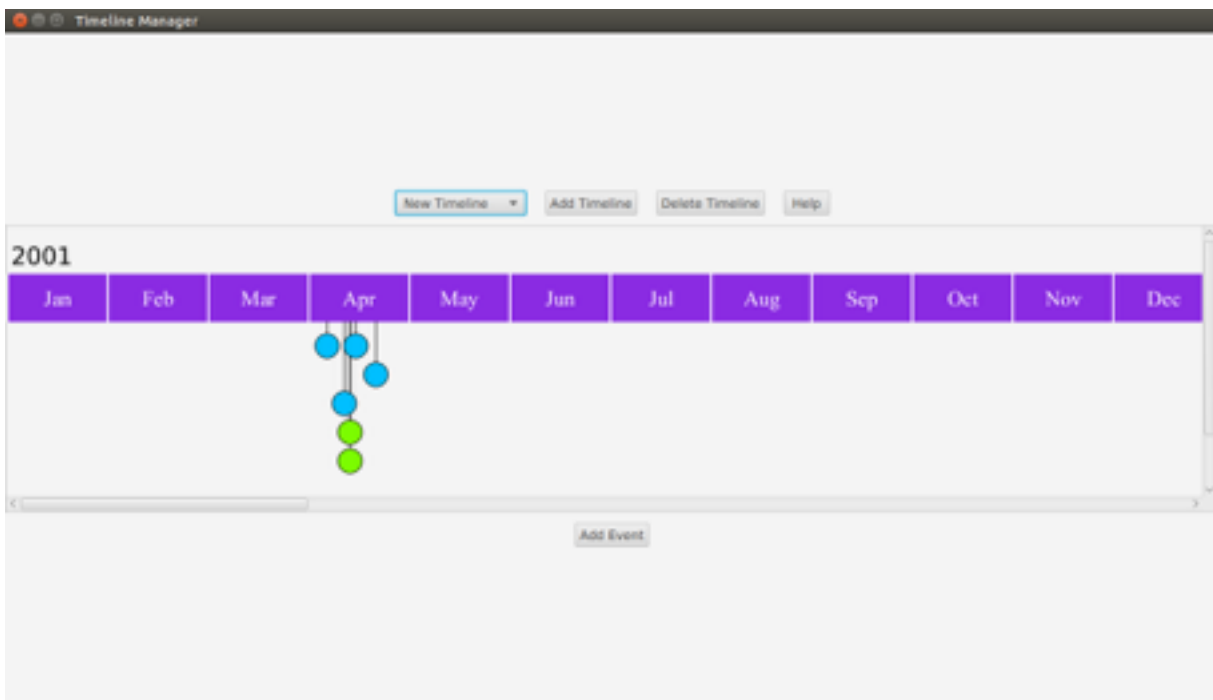 Timeline Manager
New Timeline Add Timeline Delete Timeline Help
2001
Jan Feb Mar Apr May Jun Jul Aug Sep Oct Nov Dec
Add Event